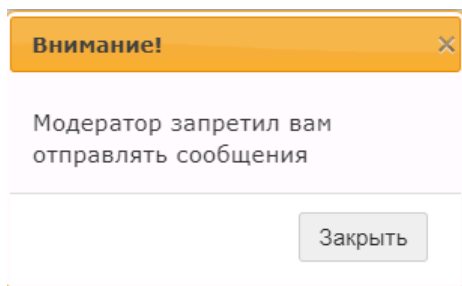 Внимание!
Модератор запретил вам
отправлять сообщения
Закрыть